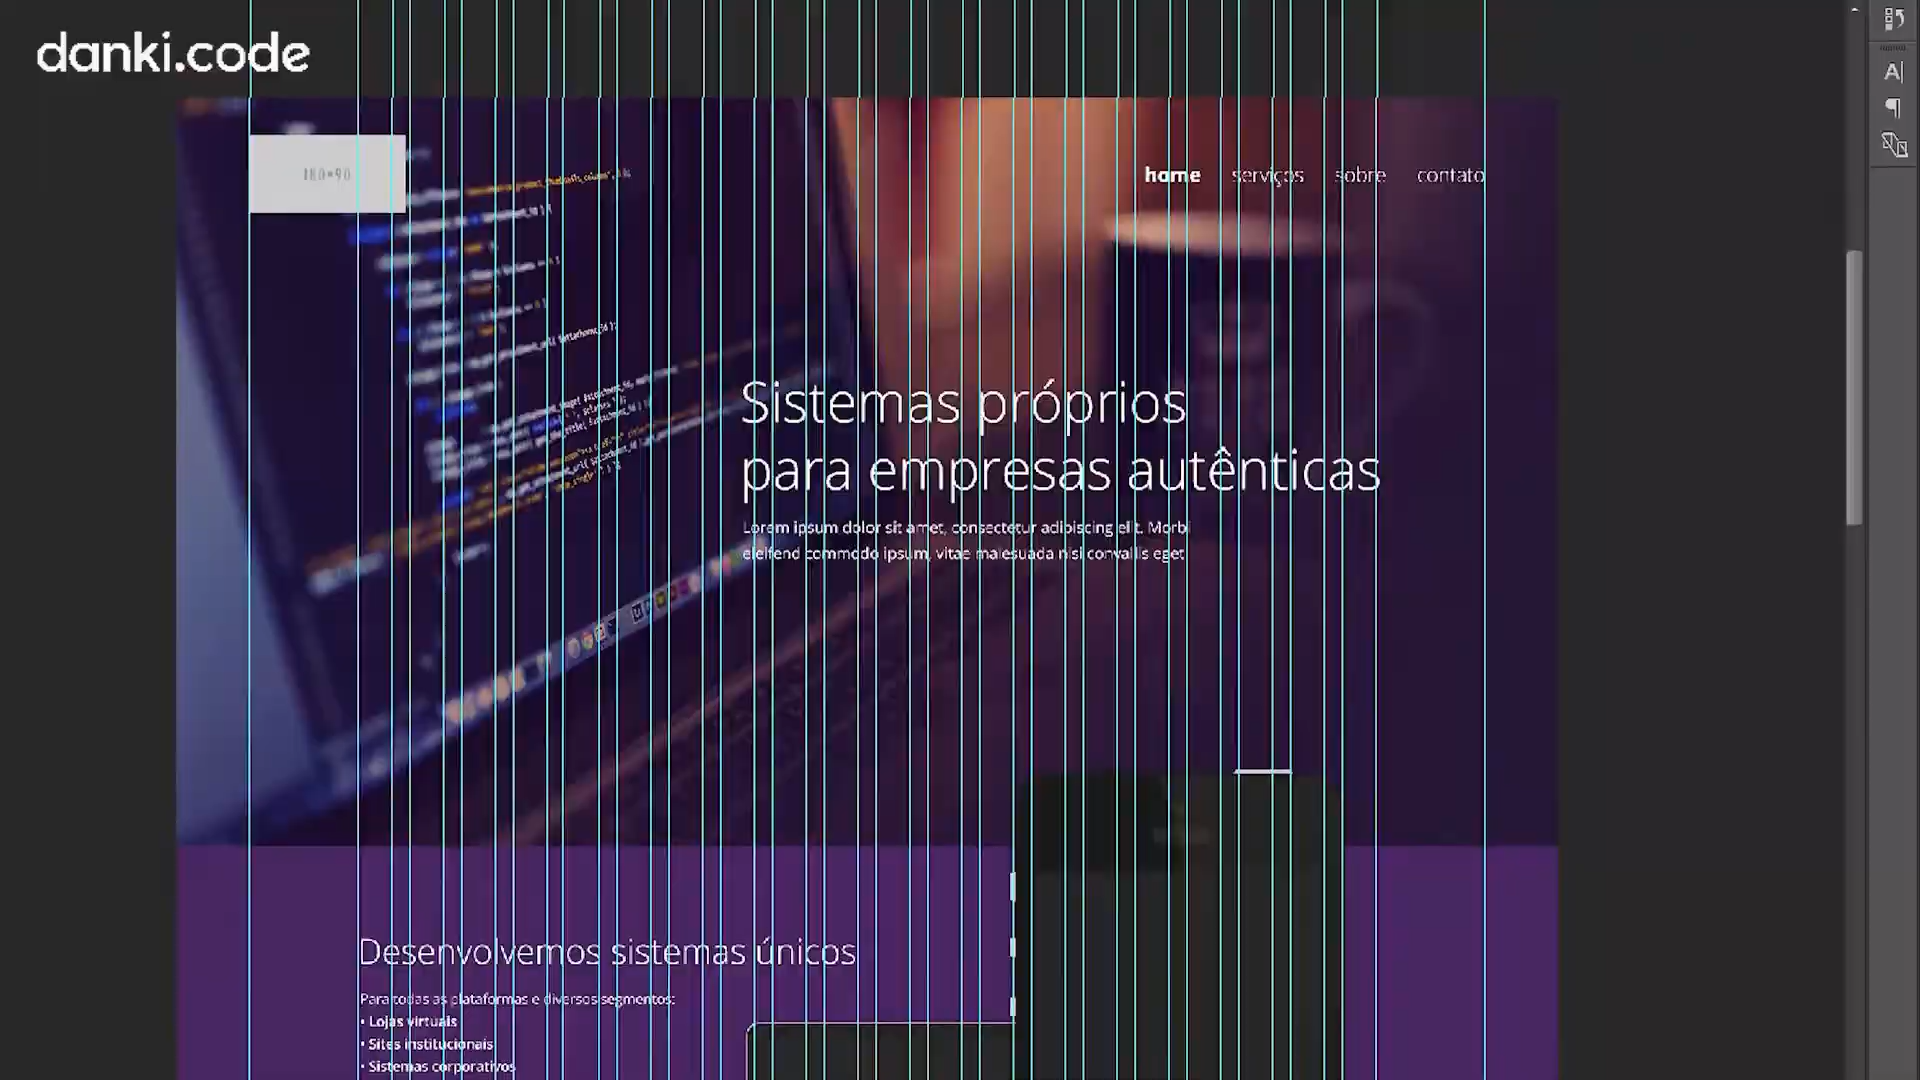 danki.code
180×90
home serviços sobre contato
Sistemas próprios
para empresas autênticas
Lorem ipsum dolor sit amet, consectetur adipiscing elit. Morbi
eleifend commodo ipsum, vitae malesuada nisi convallis eget
Desenvolvemos sistemas únicos
Para todas as plataformas e diversos segmentos:
• Lojas virtuais
• Sites institucionais
• Sistemas corporativos